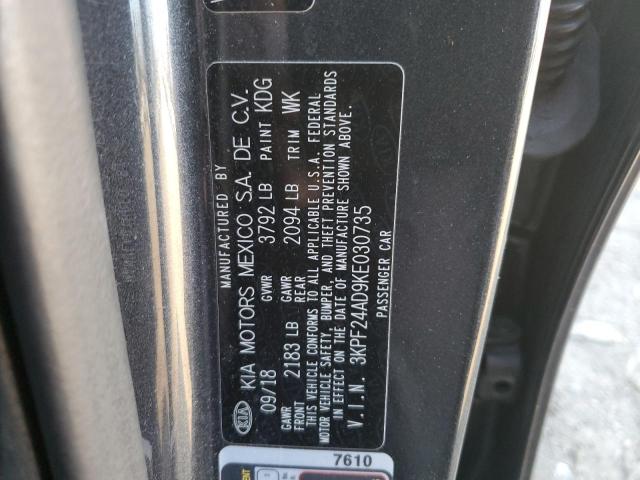 MANUFACTURED BY
KIA KIA MOTORS MEXICO S.A. DE C.V.
09/18 GVWR 3792 LB PAINT KDG
GAWR FRONT 2183 LB GAWR REAR 2094 LB TRIM WK
THIS VEHICLE CONFORMS TO ALL APPLICABLE U.S.A. FEDERAL
MOTOR VEHICLE SAFETY, BUMPER, AND THEFT PREVENTION STANDARDS
IN EFFECT ON THE DATE OF MANUFACTURE SHOWN ABOVE.
V.I.N. 3KPF24AD9KE030735
PASSENGER CAR
7610